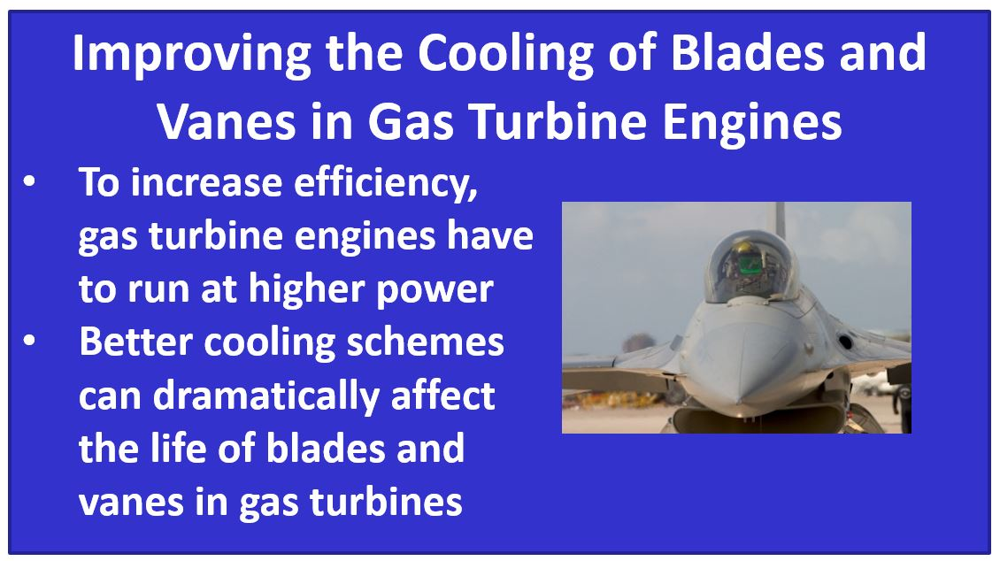 Improving the Cooling of Blades and
Vanes in Gas Turbine Engines
• To increase efficiency,
gas turbine engines have
to run at higher power
• Better cooling schemes
can dramatically affect
the life of blades and
vanes in gas turbines